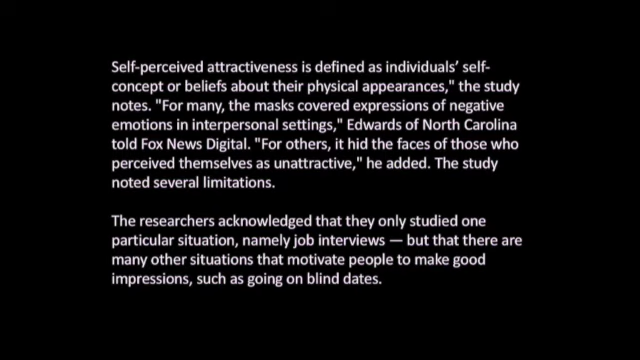 Self-perceived attractiveness is defined as individuals’ self-
concept or beliefs about their physical appearances," the study
notes. "For many, the masks covered expressions of negative
emotions in interpersonal settings," Edwards of North Carolina
told Fox News Digital. "For others, it hid the faces of those who
perceived themselves as unattractive," he added. The study
noted several limitations.
The researchers acknowledged that they only studied one
particular situation, namely job interviews — but that there are
many other situations that motivate people to make good
impressions, such as going on blind dates.